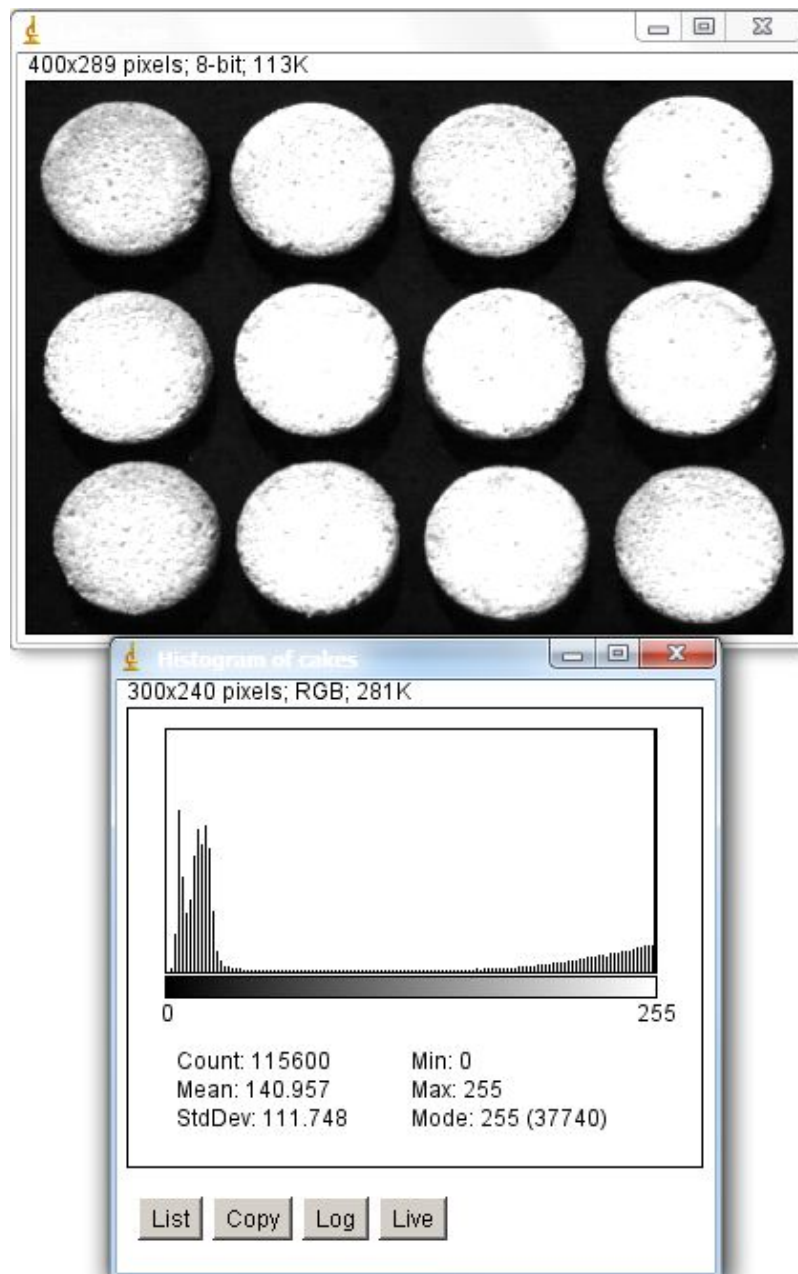 400x289 pixels; 8-bit; 113K
Histogram of cakes
300x240 pixels; RGB; 281K
0 255
Count: 115600 Min: 0
Mean: 140.957 Max: 255
StdDev: 111.748 Mode: 255 (37740)
List Copy Log Live